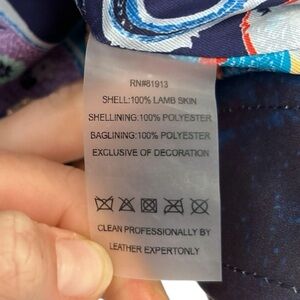 RN#81913
SHELL:100% LAMB SKIN
SHELLINING:100% POLYESTER
BAGLINING:100% POLYESTER
EXCLUSIVE OF DECORATION
CLEAN PROFESSIONALLY BY
LEATHER EXPERTONLY